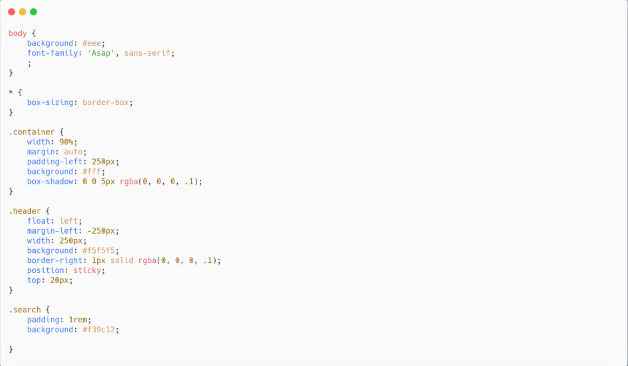 body {
    background: #eee;
    font-family: 'Asap', sans-serif;
    ;
}

* {
    box-sizing: border-box;
}

.container {
    width: 90%;
    margin: auto;
    padding-left: 250px;
    background: #fff;
    box-shadow: 0 0 5px rgba(0, 0, 0, .1);
}

.header {
    float: left;
    margin-left: -250px;
    width: 250px;
    background: #f5f5f5;
    border-right: 1px solid rgba(0, 0, 0, .1);
    position: sticky;
    top: 20px;
}

.search {
    padding: 1rem;
    background: #f39c12;

}